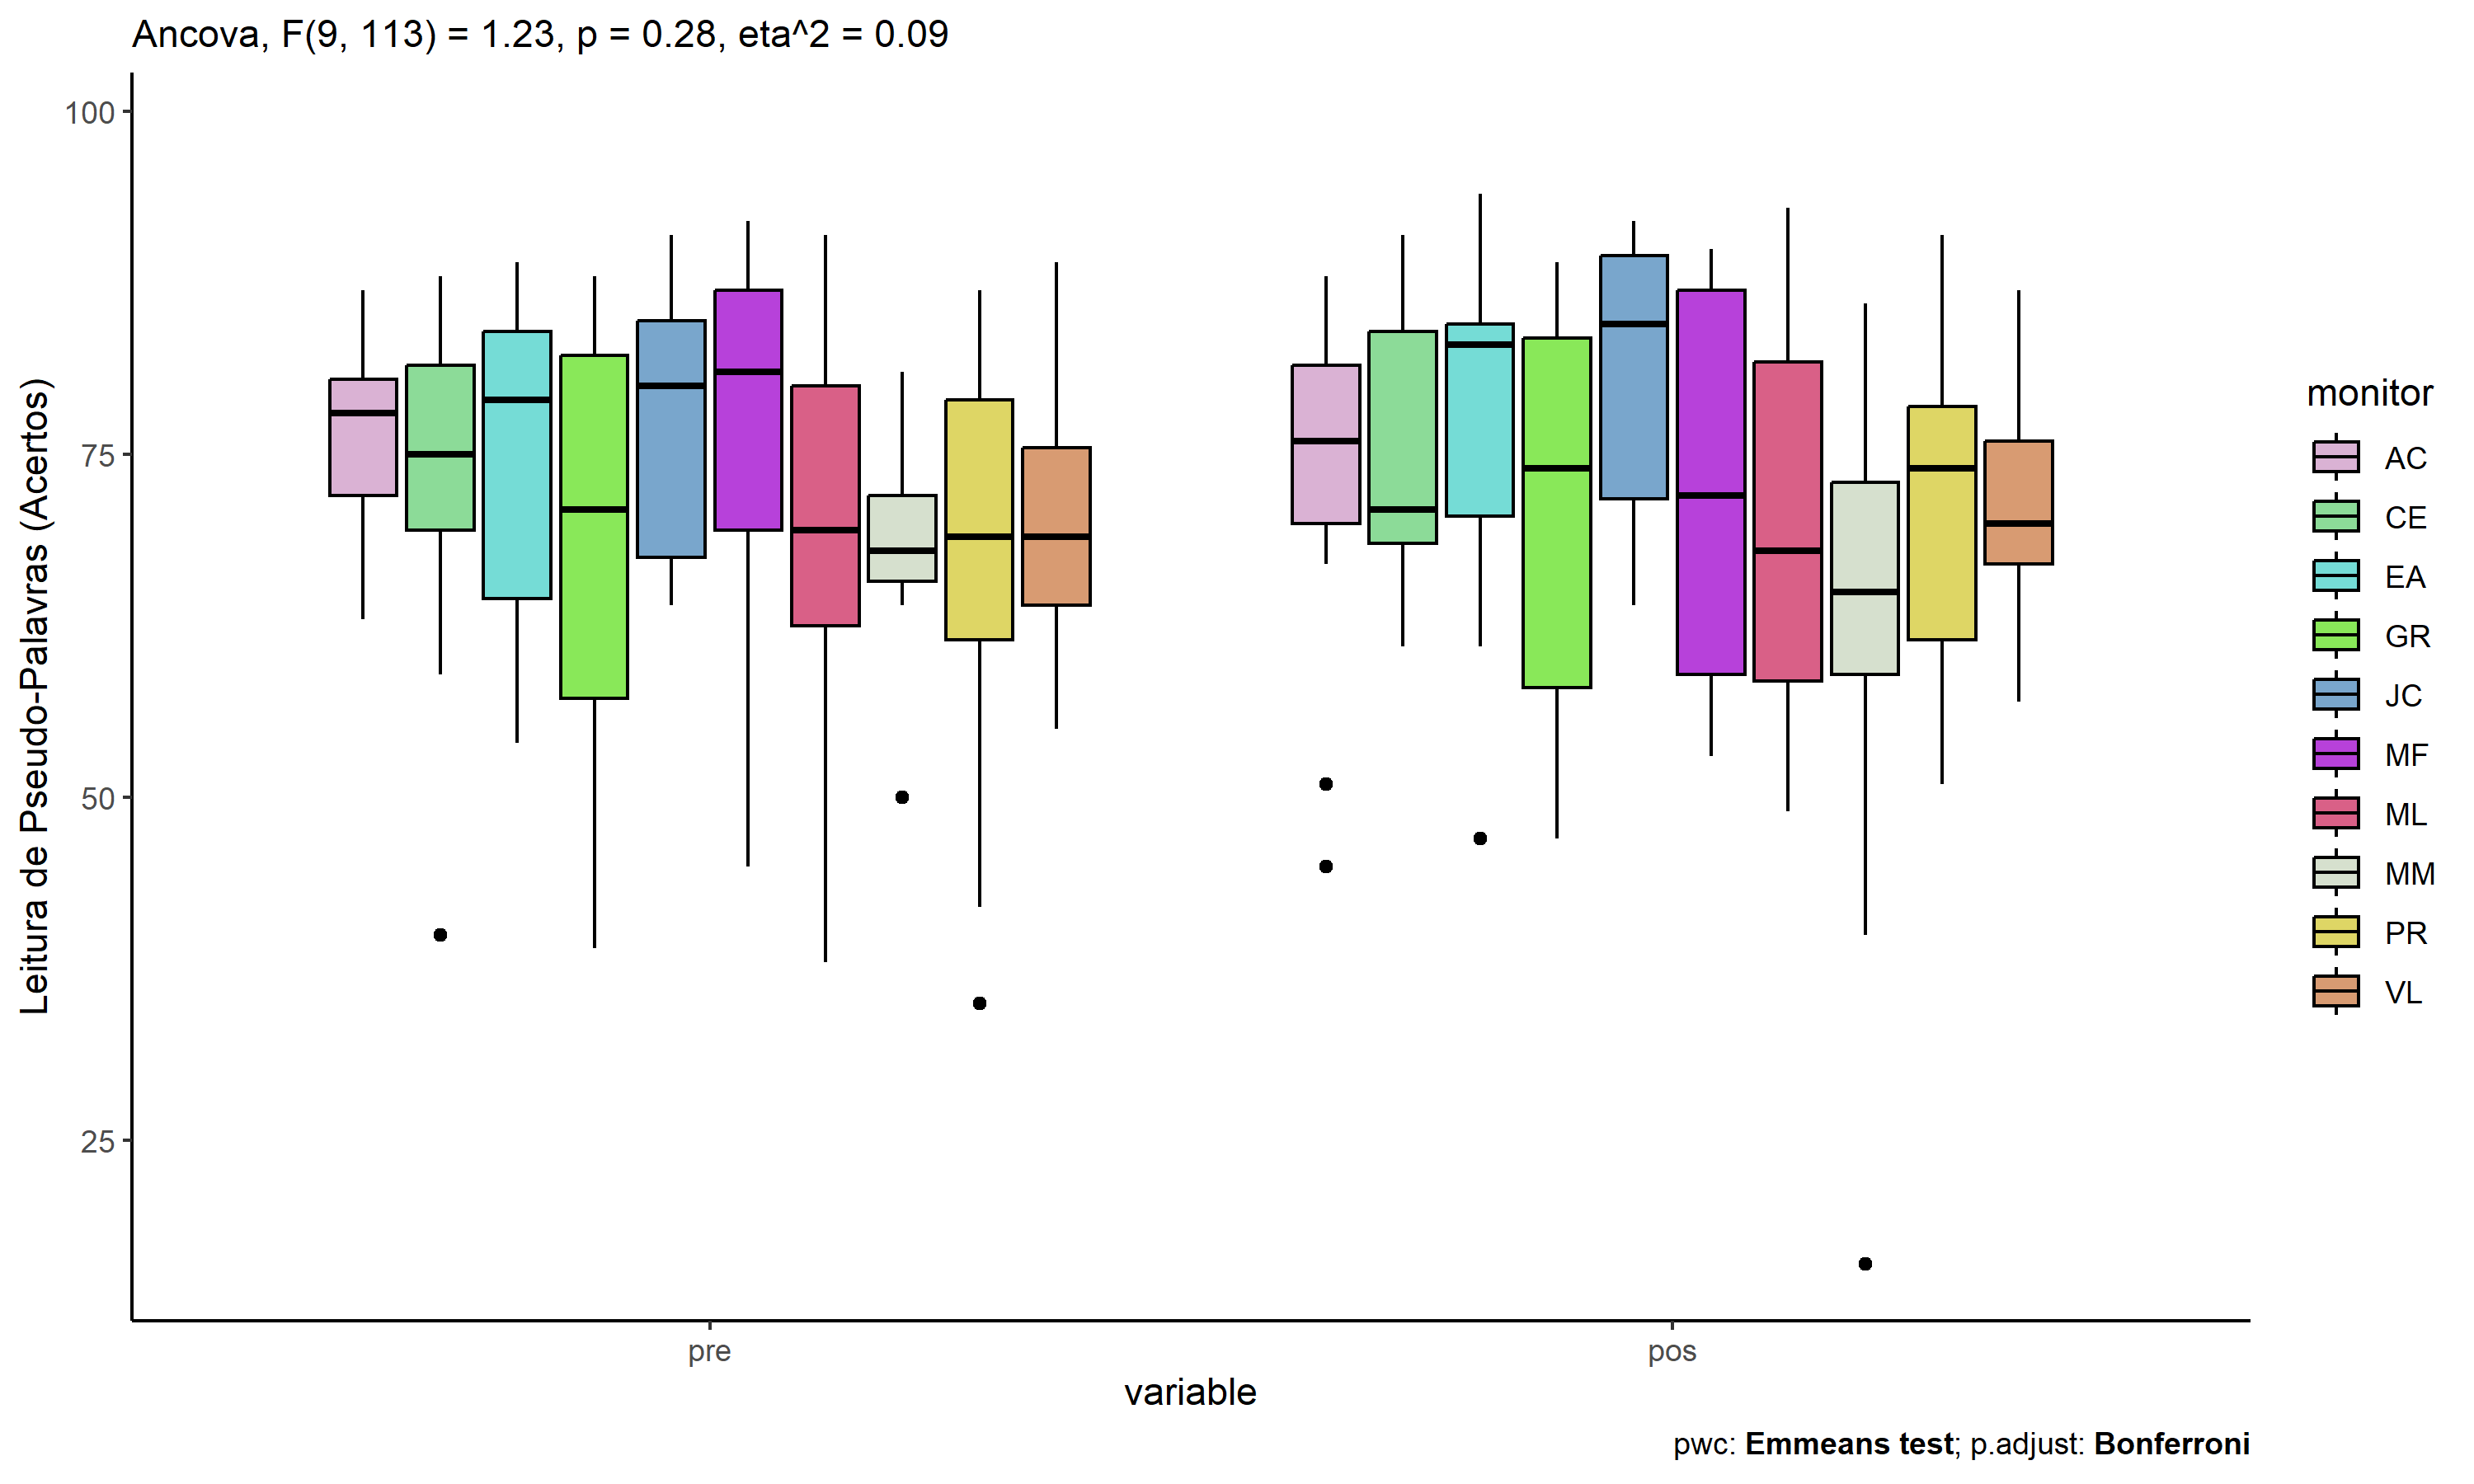 Ancova, F(9, 113) = 1.23, p = 0.28, eta^2 = 0.09
Leitura de Pseudo-Palavras (Acertos)
100
75
50
25
pre
pos
variable
monitor
AC
CE
EA
GR
JC
MF
ML
MM
PR
VL
pwc: Emmeans test; p.adjust: Bonferroni